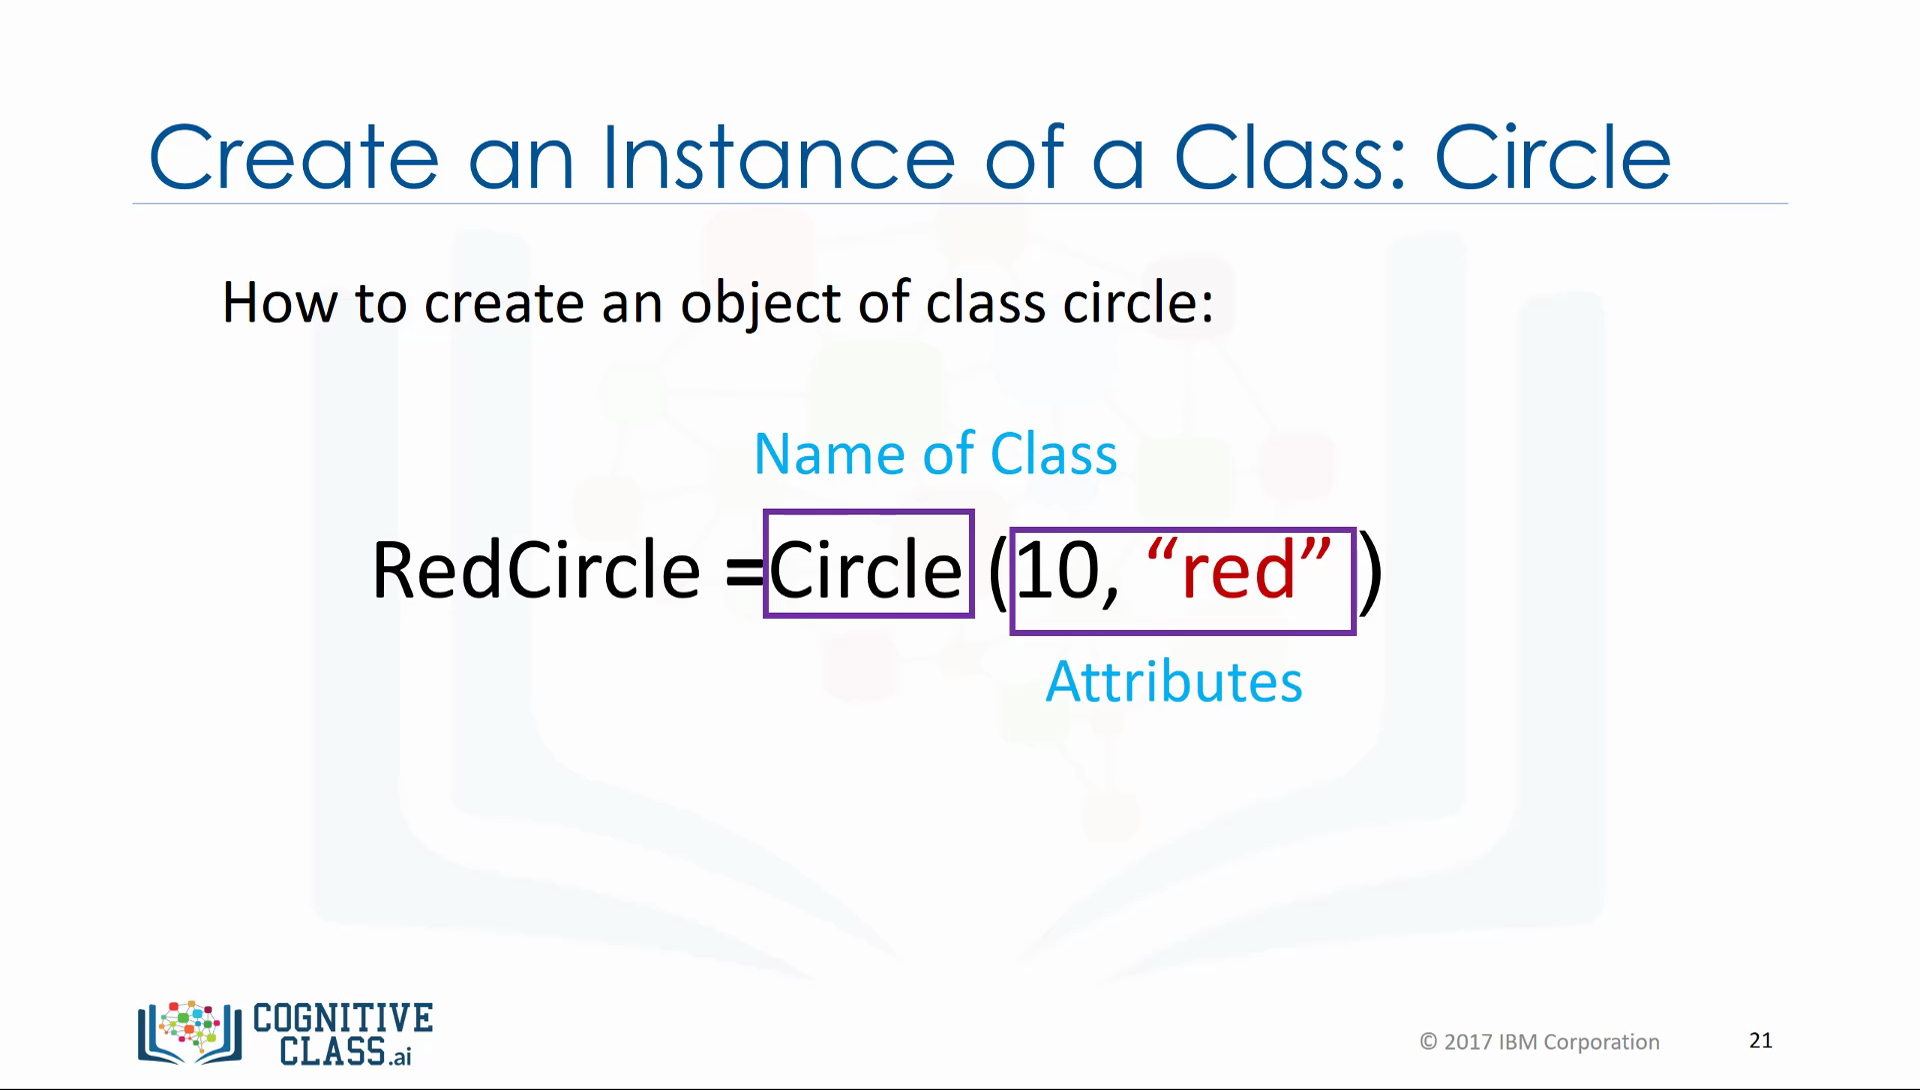 Create an Instance of a Class: Circle
How to create an object of class circle:
Name of Class
RedCircle =Circle (10, “red” )
Attributes
COGNITIVE
CLASS.ai
© 2017 IBM Corporation 21